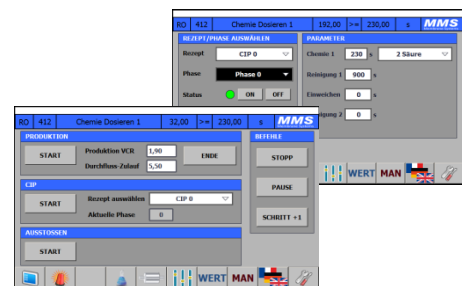 RO 412 Chemie Dosieren 1 192,00 >= 230,00 s MMS
REZEPT/PHASE AUSWÄHLEN
Rezept CIP 0
Phase Phase 0
Status ON OFF
PARAMETER
Chemie 1 230 s 2 Säure
Reinigung 1 900 s
Einweichen 0 s
igung 2 0 s
WERT MAN
RO 412 Chemie Dosieren 1 32,00 >= 230,00 s MMS
PRODUKTION
START Produktion VCR 1,90 ENDE
Durchfluss-Zulauf 5,50
CIP
START Rezept auswählen CIP 0
Aktuelle Phase 0
AUSSTOSSEN
START
BEFEHLE
STOPP
PAUSE
SCHRITT +1
WERT MAN